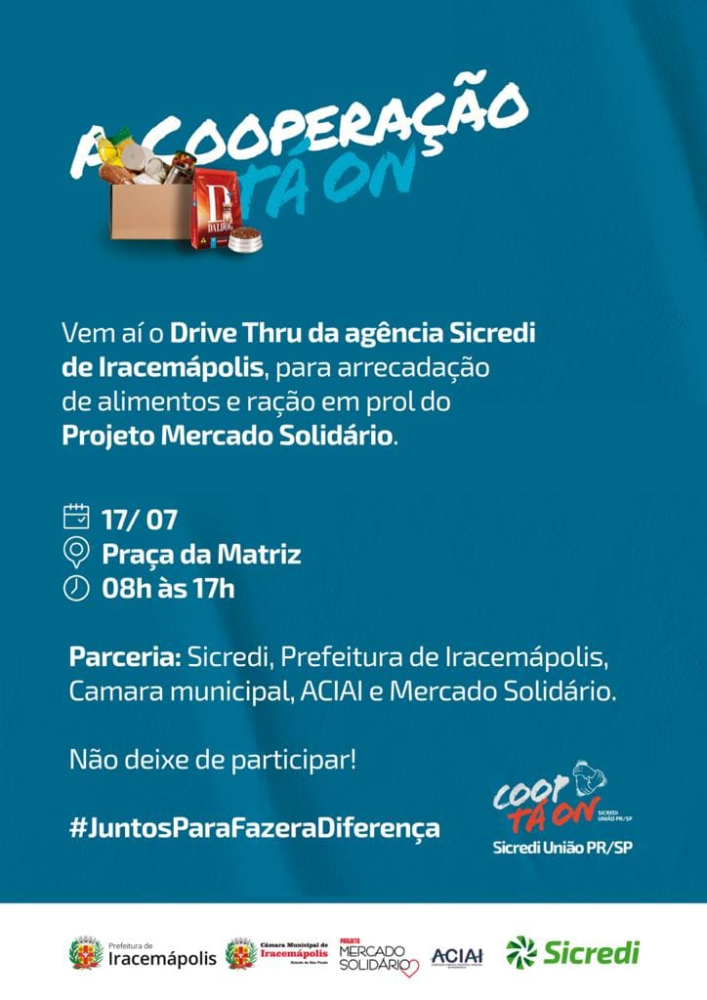 A COOPERAÇÃO
TÁ ON
D
DALDOG
Vem aí o Drive Thru da agência Sicredi
de Iracemápolis, para arrecadação
de alimentos e ração em prol do
Projeto Mercado Solidário.
17/ 07
Praça da Matriz
08h às 17h
Parceria: Sicredi, Prefeitura de Iracemápolis,
Camara municipal, ACIAI e Mercado Solidário.
Não deixe de participar!
#JuntosParaFazeraDiferença
COOP
TÁ ON
SICREDI
UNIÃO PR/SP
Sicredi União PR/SP
Prefeitura de
Iracemápolis
Câmara Municipal de
Iracemápolis
Estado de São Paulo
PROJETO
MERCADO
SOLIDÁRIO
ACIAI
Sicredi